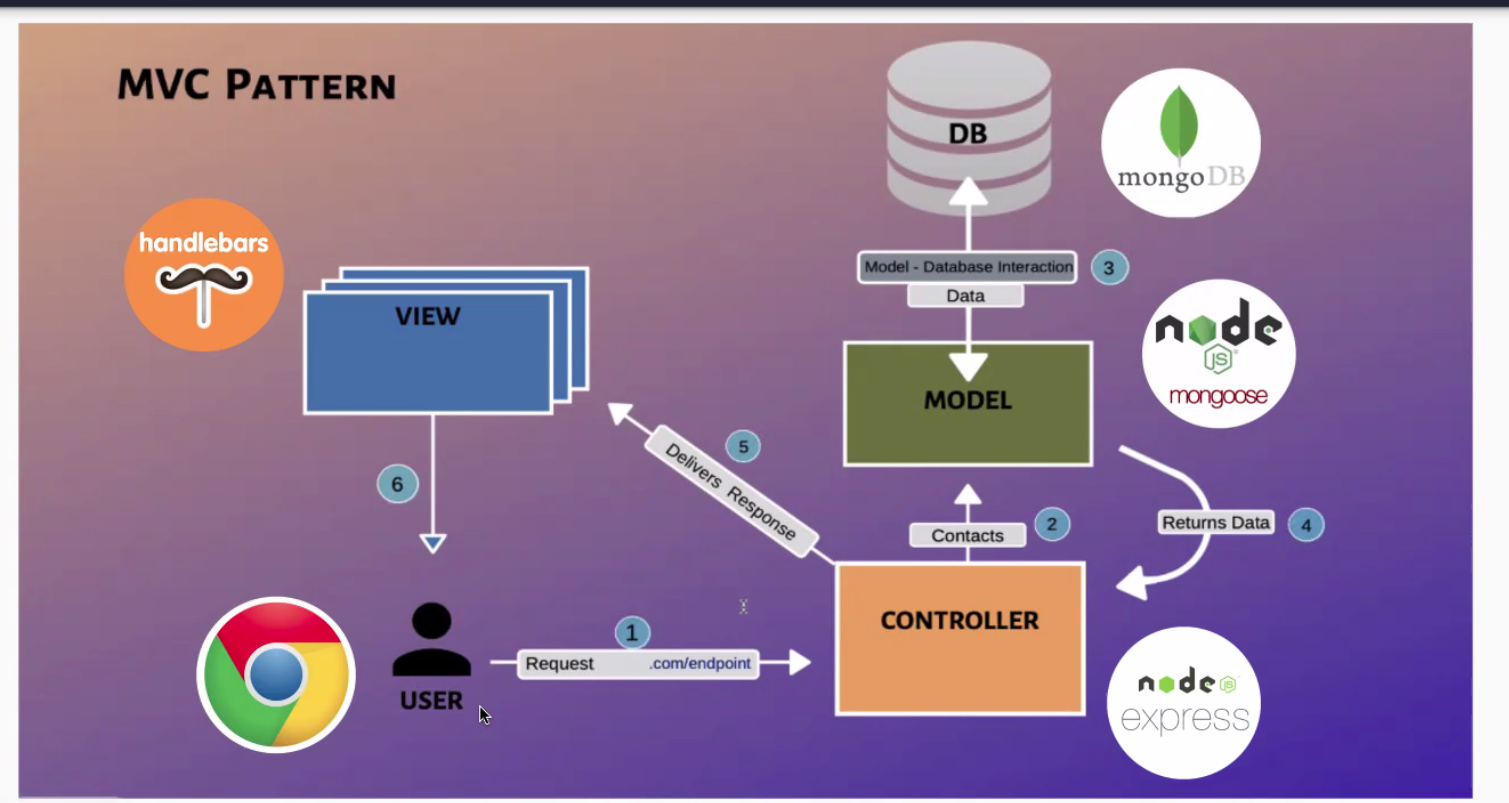 MVC Pattern
DB
mongoDB
handlebars
Model - Database Interaction
3
Data
VIEW
node
JS
mongoose
MODEL
5
Delivers Response
6
Contacts
2
Returns Data
4
CONTROLLER
1
Request .com/endpoint
USER
node
JS
express